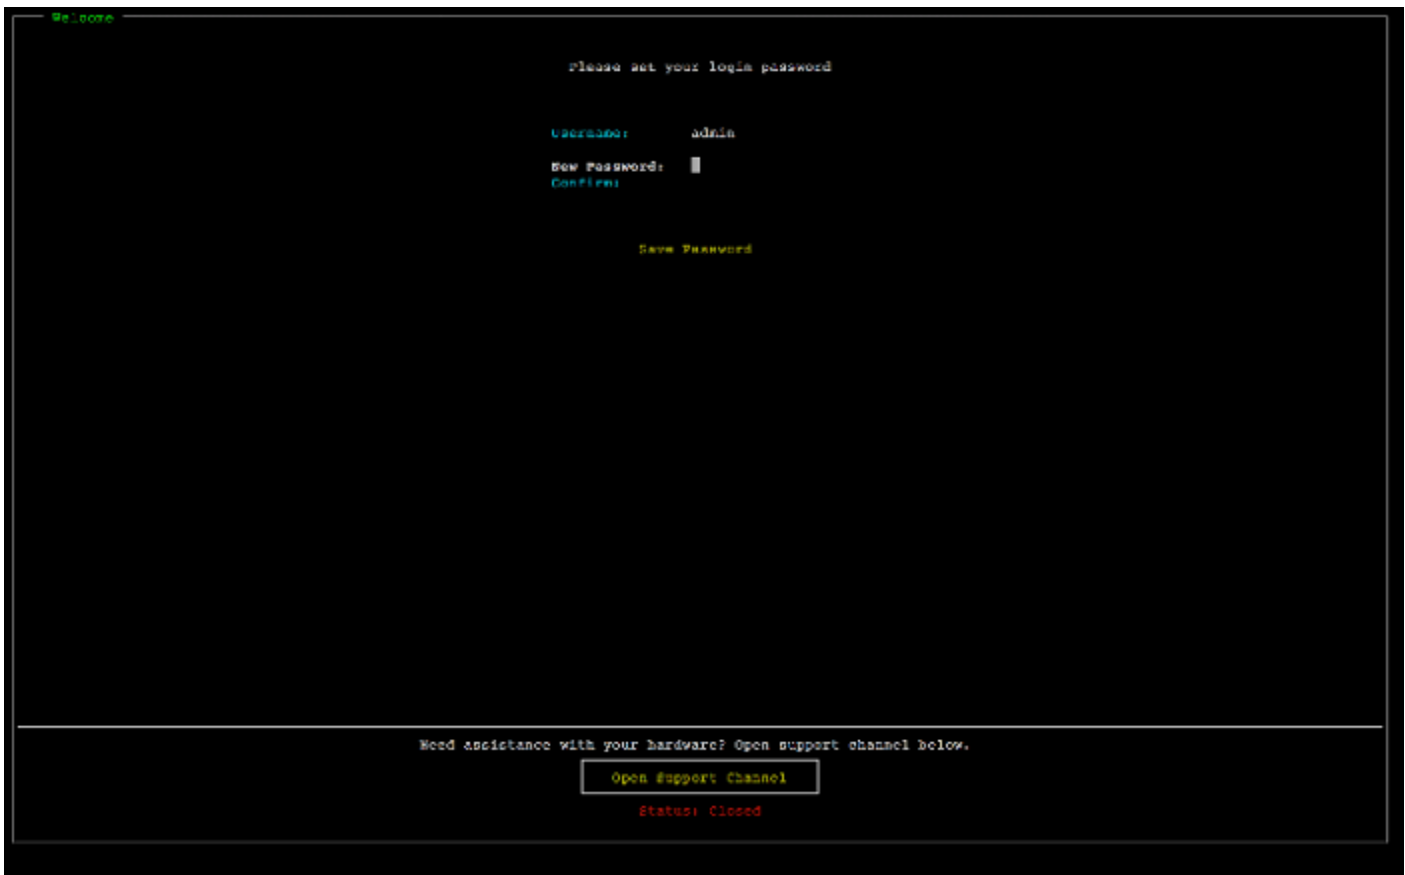 Welcome
Please set your login password
Username: admin
New Password:
Confirm:
Save Password
Need assistance with your hardware? Open support channel below.
Open Support Channel
Status: Closed